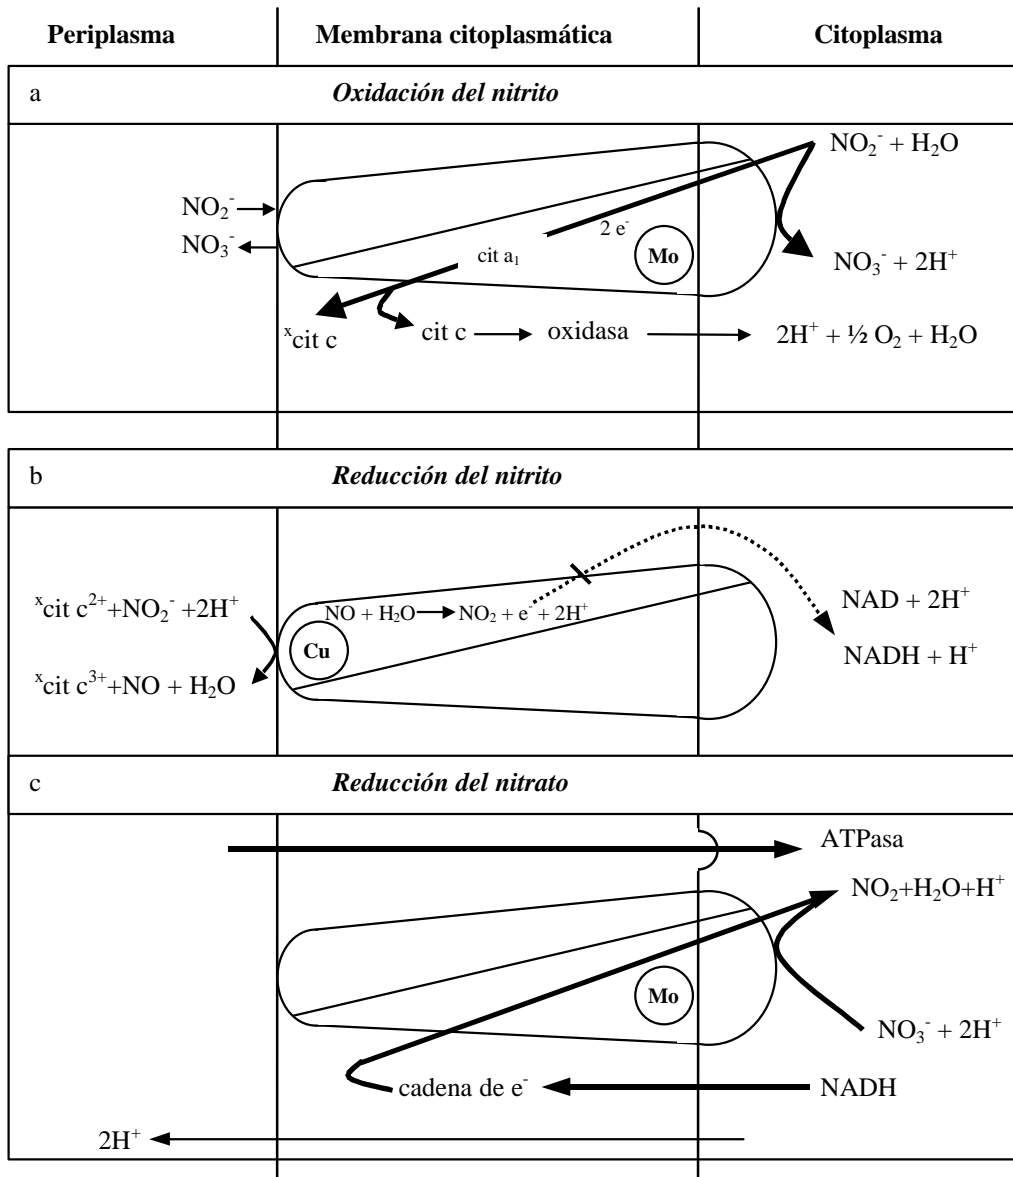 Periplasma Membrana citoplasmática Citoplasma
a Oxidación del nitrito
NO₂⁻ + H₂O
NO₂⁻
2 e⁻
NO₃⁻
cit a₁
Mo
NO₃⁻ + 2H⁺
ˣcit c
cit c
oxidasa
2H⁺ + ½ O₂ + H₂O
b Reducción del nitrito
ˣcit c²⁺+NO₂⁻ +2H⁺
NO + H₂O
NO₂ + e⁻ + 2H⁺
NAD + 2H⁺
Cu
NADH + H⁺
ˣcit c³⁺+NO + H₂O
c Reducción del nitrato
ATPasa
NO₂+H₂O+H⁺
Mo
NO₃⁻ + 2H⁺
cadena de e⁻
NADH
2H⁺